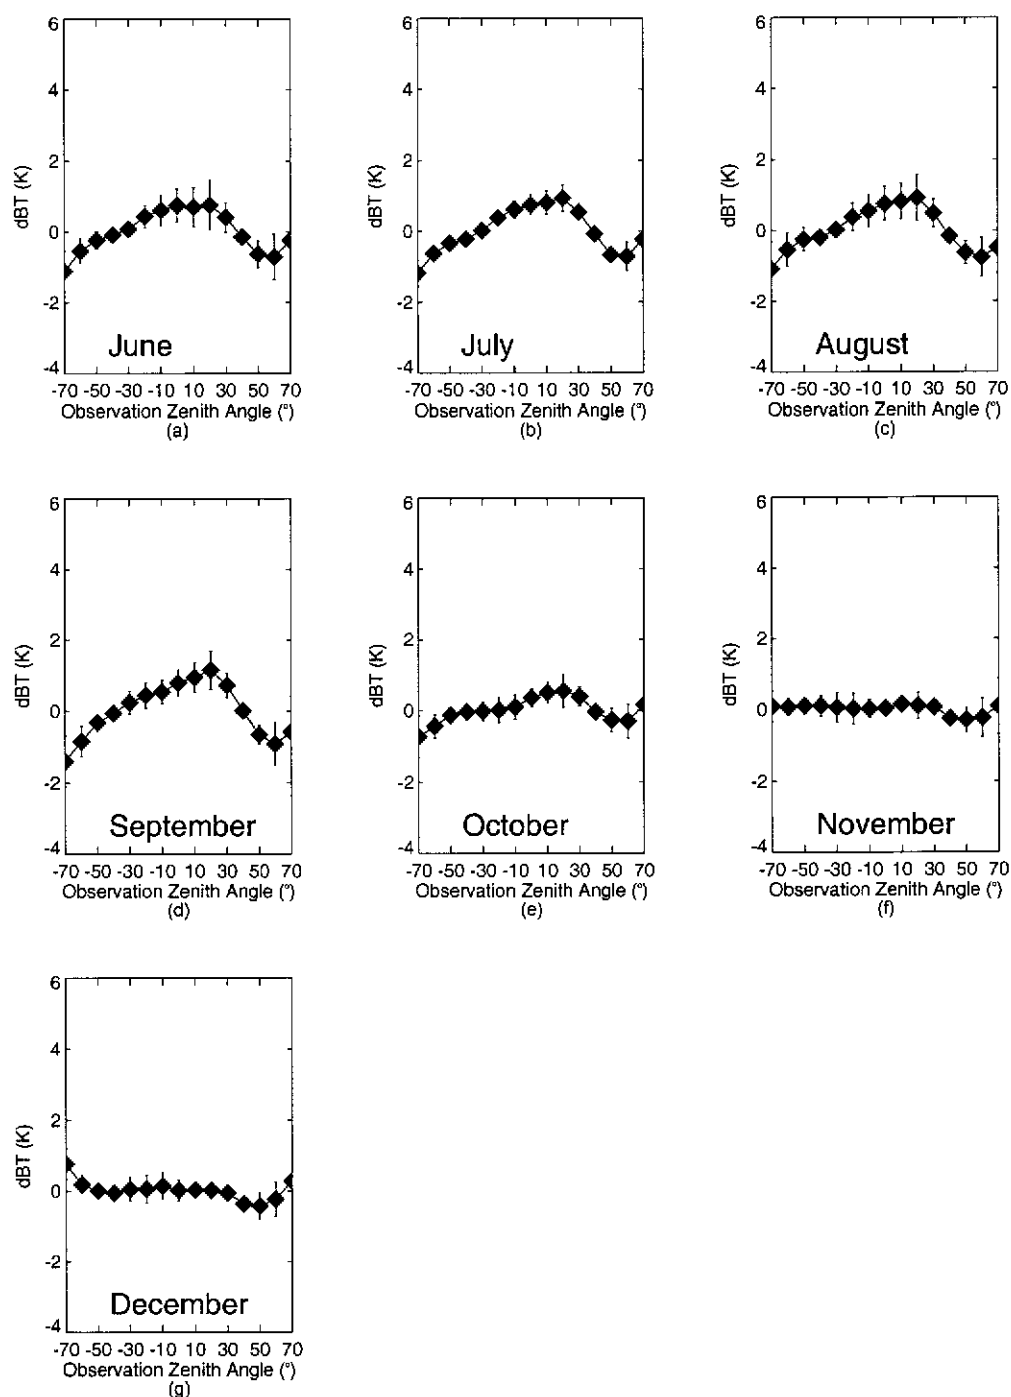 6 6 6
4 4 4
2 2 2
0 0 0
-2 -2 -2
-4 -4 -4
dBT (K) dBT (K) dBT (K)
June July August
-70 -50 -30 -10 10 30 50 70 -70 -50 -30 -10 10 30 50 70 -70 -50 -30 -10 10 30 50 70
Observation Zenith Angle (°) Observation Zenith Angle (°) Observation Zenith Angle (°)
(a) (b) (c)
6 6 6
4 4 4
2 2 2
0 0 0
-2 -2 -2
-4 -4 -4
dBT (K) dBT (K) dBT (K)
September October November
-70 -50 -30 -10 10 30 50 70 -70 -50 -30 -10 10 30 50 70 -70 -50 -30 -10 10 30 50 70
Observation Zenith Angle (°) Observation Zenith Angle (°) Observation Zenith Angle (°)
(d) (e) (f)
6
4
2
0
-2
-4
dBT (K)
December
-70 -50 -30 -10 10 30 50 70
Observation Zenith Angle (°)
(g)